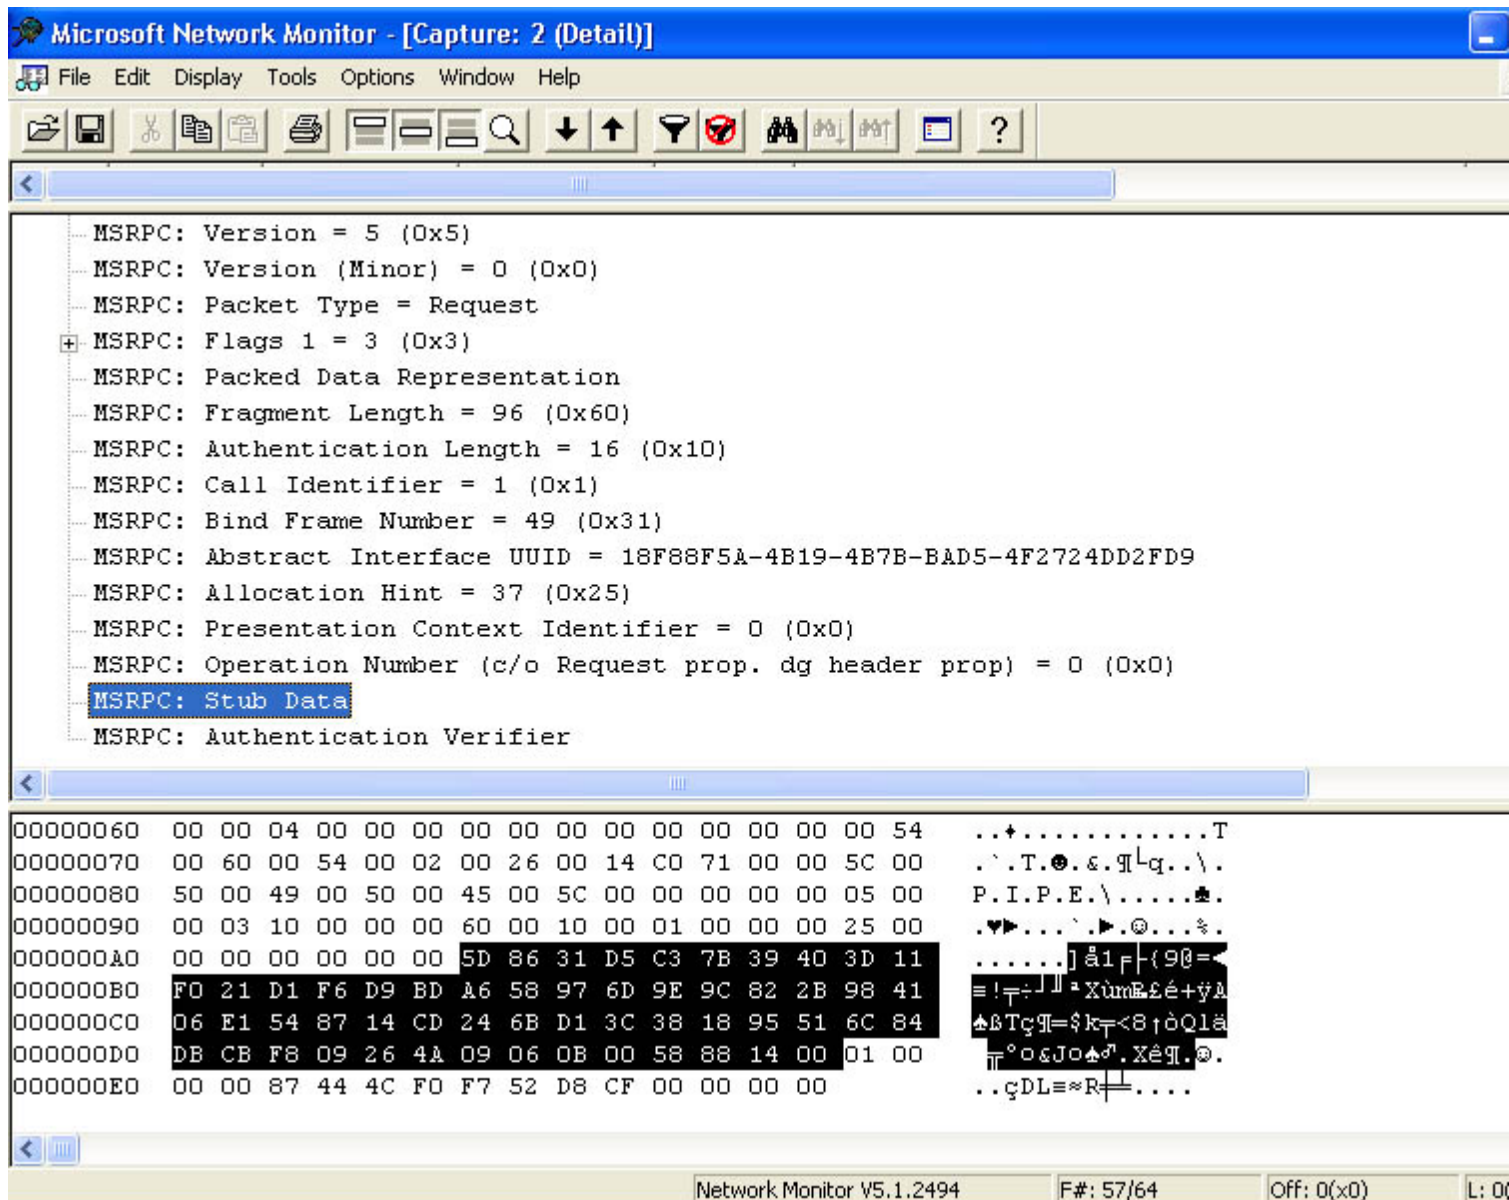 Microsoft Network Monitor - [Capture: 2 (Detail)]
File Edit Display Tools Options Window Help
MSRPC: Version = 5 (0x5)
MSRPC: Version (Minor) = 0 (0x0)
MSRPC: Packet Type = Request
MSRPC: Flags 1 = 3 (0x3)
MSRPC: Packed Data Representation
MSRPC: Fragment Length = 96 (0x60)
MSRPC: Authentication Length = 16 (0x10)
MSRPC: Call Identifier = 1 (0x1)
MSRPC: Bind Frame Number = 49 (0x31)
MSRPC: Abstract Interface UUID = 18F88F5A-4B19-4B7B-BAD5-4F2724DD2FD9
MSRPC: Allocation Hint = 37 (0x25)
MSRPC: Presentation Context Identifier = 0 (0x0)
MSRPC: Operation Number (c/o Request prop. dg header prop) = 0 (0x0)
MSRPC: Stub Data
MSRPC: Authentication Verifier
00000060 00 00 04 00 00 00 00 00 00 00 00 00 00 00 00 54 ..♦............T
00000070 00 60 00 54 00 02 00 26 00 14 C0 71 00 00 5C 00 .`.T.☻.&.¶└q..\.
00000080 50 00 49 00 50 00 45 00 5C 00 00 00 00 00 05 00 P.I.P.E.\.....♣.
00000090 00 03 10 00 00 00 60 00 10 00 01 00 00 00 25 00 .♥►...`.►.☺...%.
000000A0 00 00 00 00 00 00 5D 86 31 D5 C3 7B 39 40 3D 11 ......]å1╒├{9@=◄
000000B0 F0 21 D1 F6 D9 BD A6 58 97 6D 9E 9C 82 2B 98 41 ≡!╤÷┘╜ªXùm₧£é+ÿA
000000C0 06 E1 54 87 14 CD 24 6B D1 3C 38 18 95 51 6C 84 ♠ßTç¶═$k╤<8↑òQlä
000000D0 DB CB F8 09 26 4A 09 06 0B 00 58 88 14 00 01 00 ╦°o&Jo♠♂.Xê¶.☺.
000000E0 00 00 87 44 4C F0 F7 52 D8 CF 00 00 00 00 ..çDL≡≈R╪╧....
Network Monitor V5.1.2494 F#: 57/64 Off: 0(x0)